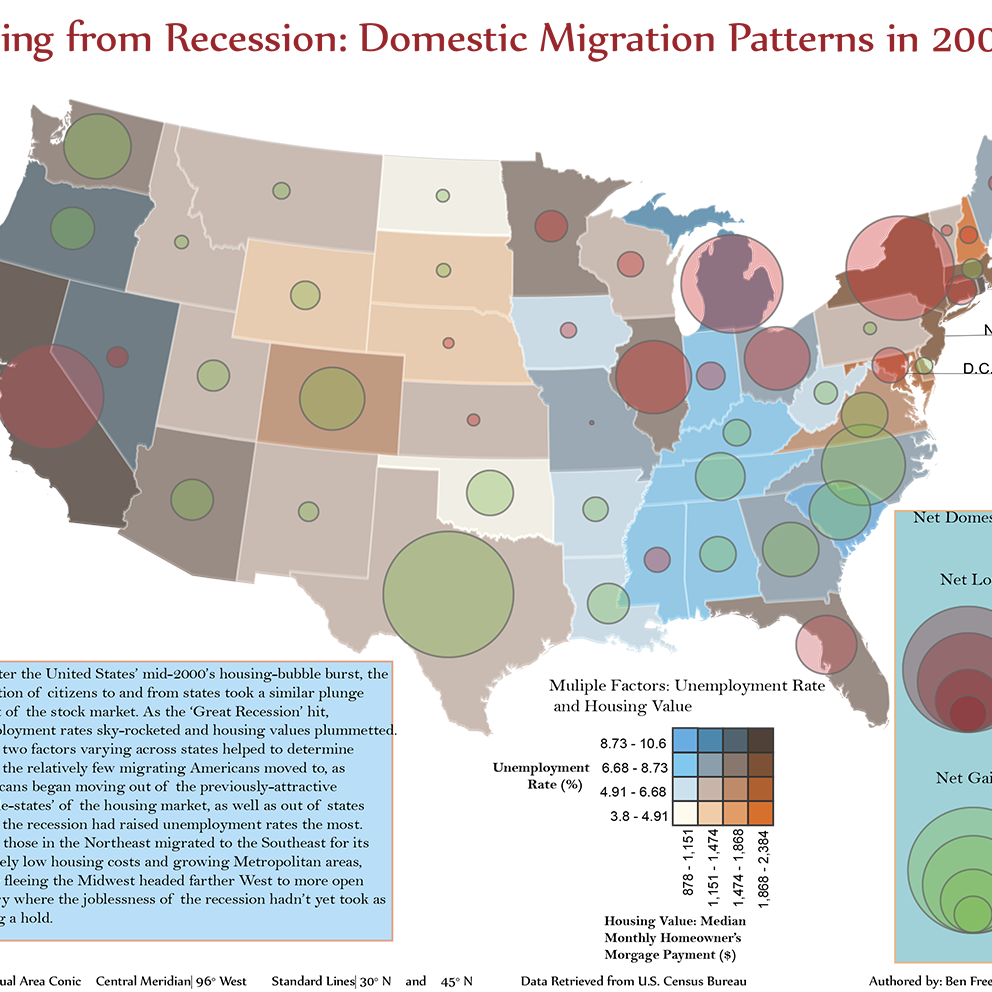 ing from Recession: Domestic Migration Patterns in 200
N
D.C.
Net Domes
Net Lo
Net Gai
ter the United States’ mid-2000’s housing-bubble burst, the
tion of citizens to and from states took a similar plunge
t of the stock market. As the ‘Great Recession’ hit,
ployment rates sky-rocketed and housing values plummetted.
two factors varying across states helped to determine
the relatively few migrating Americans moved to, as
icans began moving out of the previously-attractive
le-states’ of the housing market, as well as out of states
the recession had raised unemployment rates the most.
those in the Northeast migrated to the Southeast for its
ely low housing costs and growing Metropolitan areas,
fleeing the Midwest headed farther West to more open
ry where the joblessness of the recession hadn’t yet took as
g a hold.
Muliple Factors: Unemployment Rate
and Housing Value
Unemployment
Rate (%)
8.73 - 10.6
6.68 - 8.73
4.91 - 6.68
3.8 - 4.91
878 - 1,151
1,151 - 1,474
1,474 - 1,868
1,868 - 2,384
Housing Value: Median
Monthly Homeowner’s
Morgage Payment ($)
ual Area Conic Central Meridian| 96° West Standard Lines| 30° N and 45° N Data Retrieved from U.S. Census Bureau Authored by: Ben Free